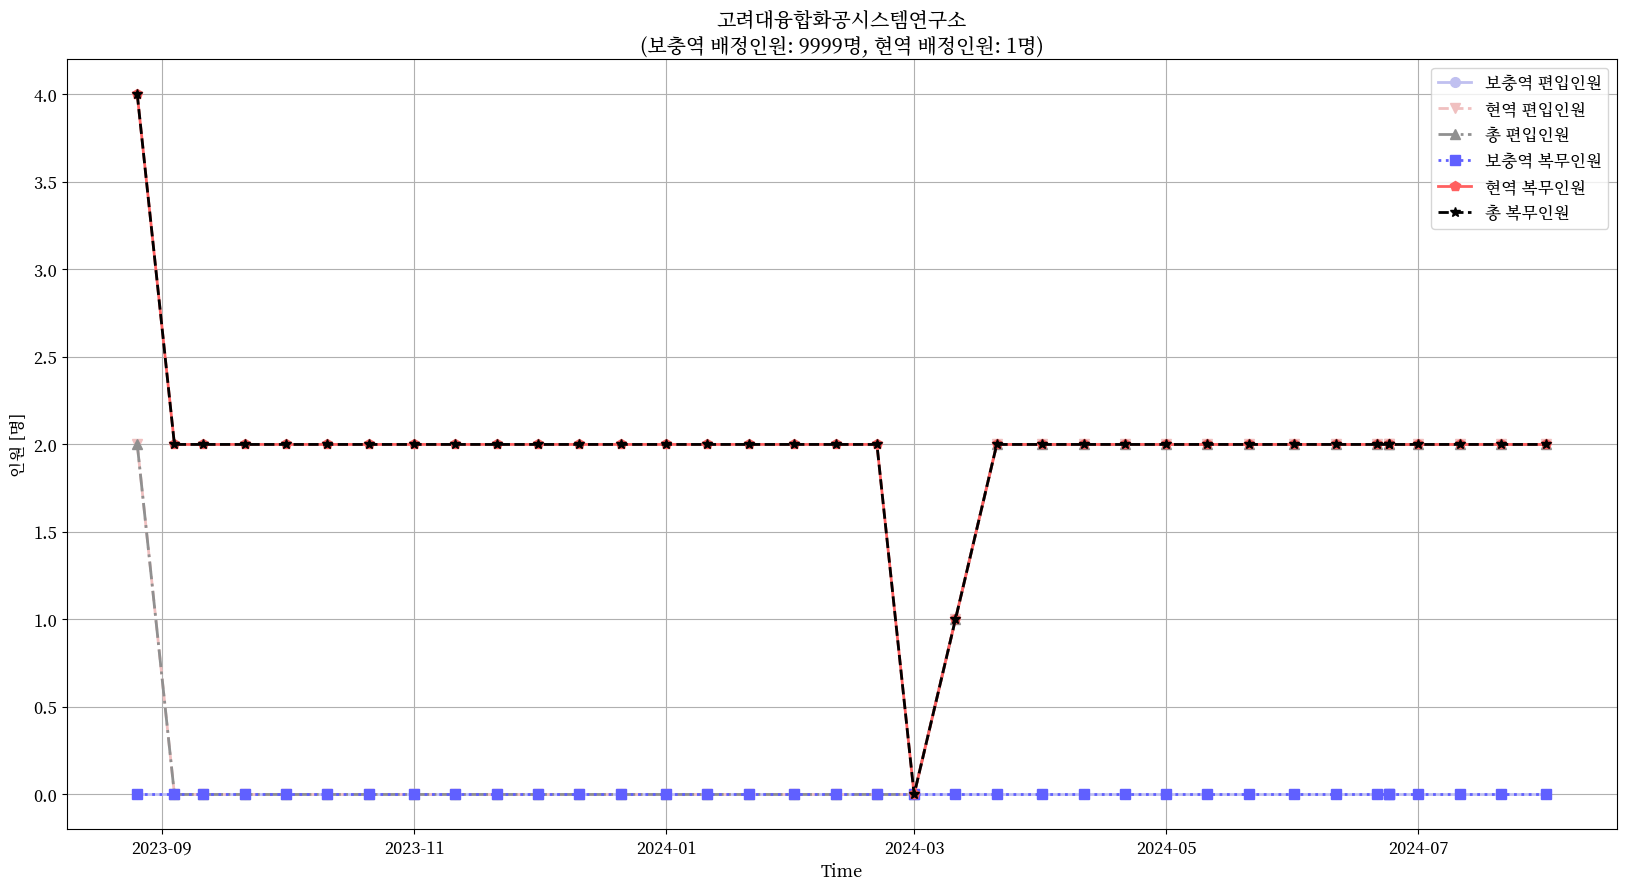 고려대융합화공시스템연구소
(보충역 배정인원: 9999명, 현역 배정인원: 1명)
보충역 편입인원
현역 편입인원
총 편입인원
보충역 복무인원
현역 복무인원
총 복무인원
인원 [명]
4.0
3.5
3.0
2.5
2.0
1.5
1.0
0.5
0.0
2023-09
2023-11
2024-01
2024-03
2024-05
2024-07
Time